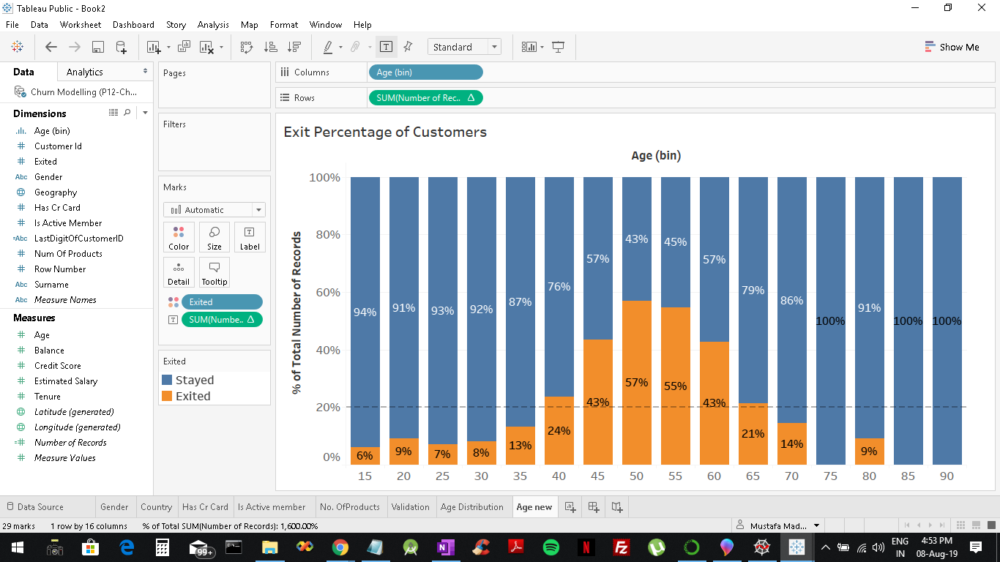 Tableau Public - Book2
File Data Worksheet Dashboard Story Analysis Map Format Window Help
Standard
Show Me
Data Analytics
Churn Modelling (P12-Ch...
Dimensions
Age (bin)
Customer Id
Exited
Abc Gender
Geography
Has Cr Card
Is Active Member
=Abc LastDigitOfCustomerID
Num Of Products
Row Number
Abc Surname
Abc Measure Names
Measures
Age
Balance
Credit Score
Estimated Salary
Tenure
Latitude (generated)
Longitude (generated)
Number of Records
Measure Values
Pages
Filters
Marks
Automatic
Color Size Label
Detail Tooltip
Exited
SUM(Numbe.. Δ
Exited
Stayed
Exited
Columns Age (bin)
Rows SUM(Number of Rec.. Δ
Exit Percentage of Customers
Age (bin)
% of Total Number of Records
100%
80%
60%
40%
20%
0%
94% 91% 93% 92% 87% 76% 57% 43% 45% 57% 79% 86% 100% 91% 100% 100%
6% 9% 7% 8% 13% 24% 43% 57% 55% 43% 21% 14% 9%
15 20 25 30 35 40 45 50 55 60 65 70 75 80 85 90
Data Source Gender Country Has Cr Card Is Active member No. OfProducts Validation Age Distribution Age new
29 marks 1 row by 16 columns % of Total SUM(Number of Records): 1,600.00% Mustafa Mad...
99+
ENG 4:53 PM
IN 08-Aug-19